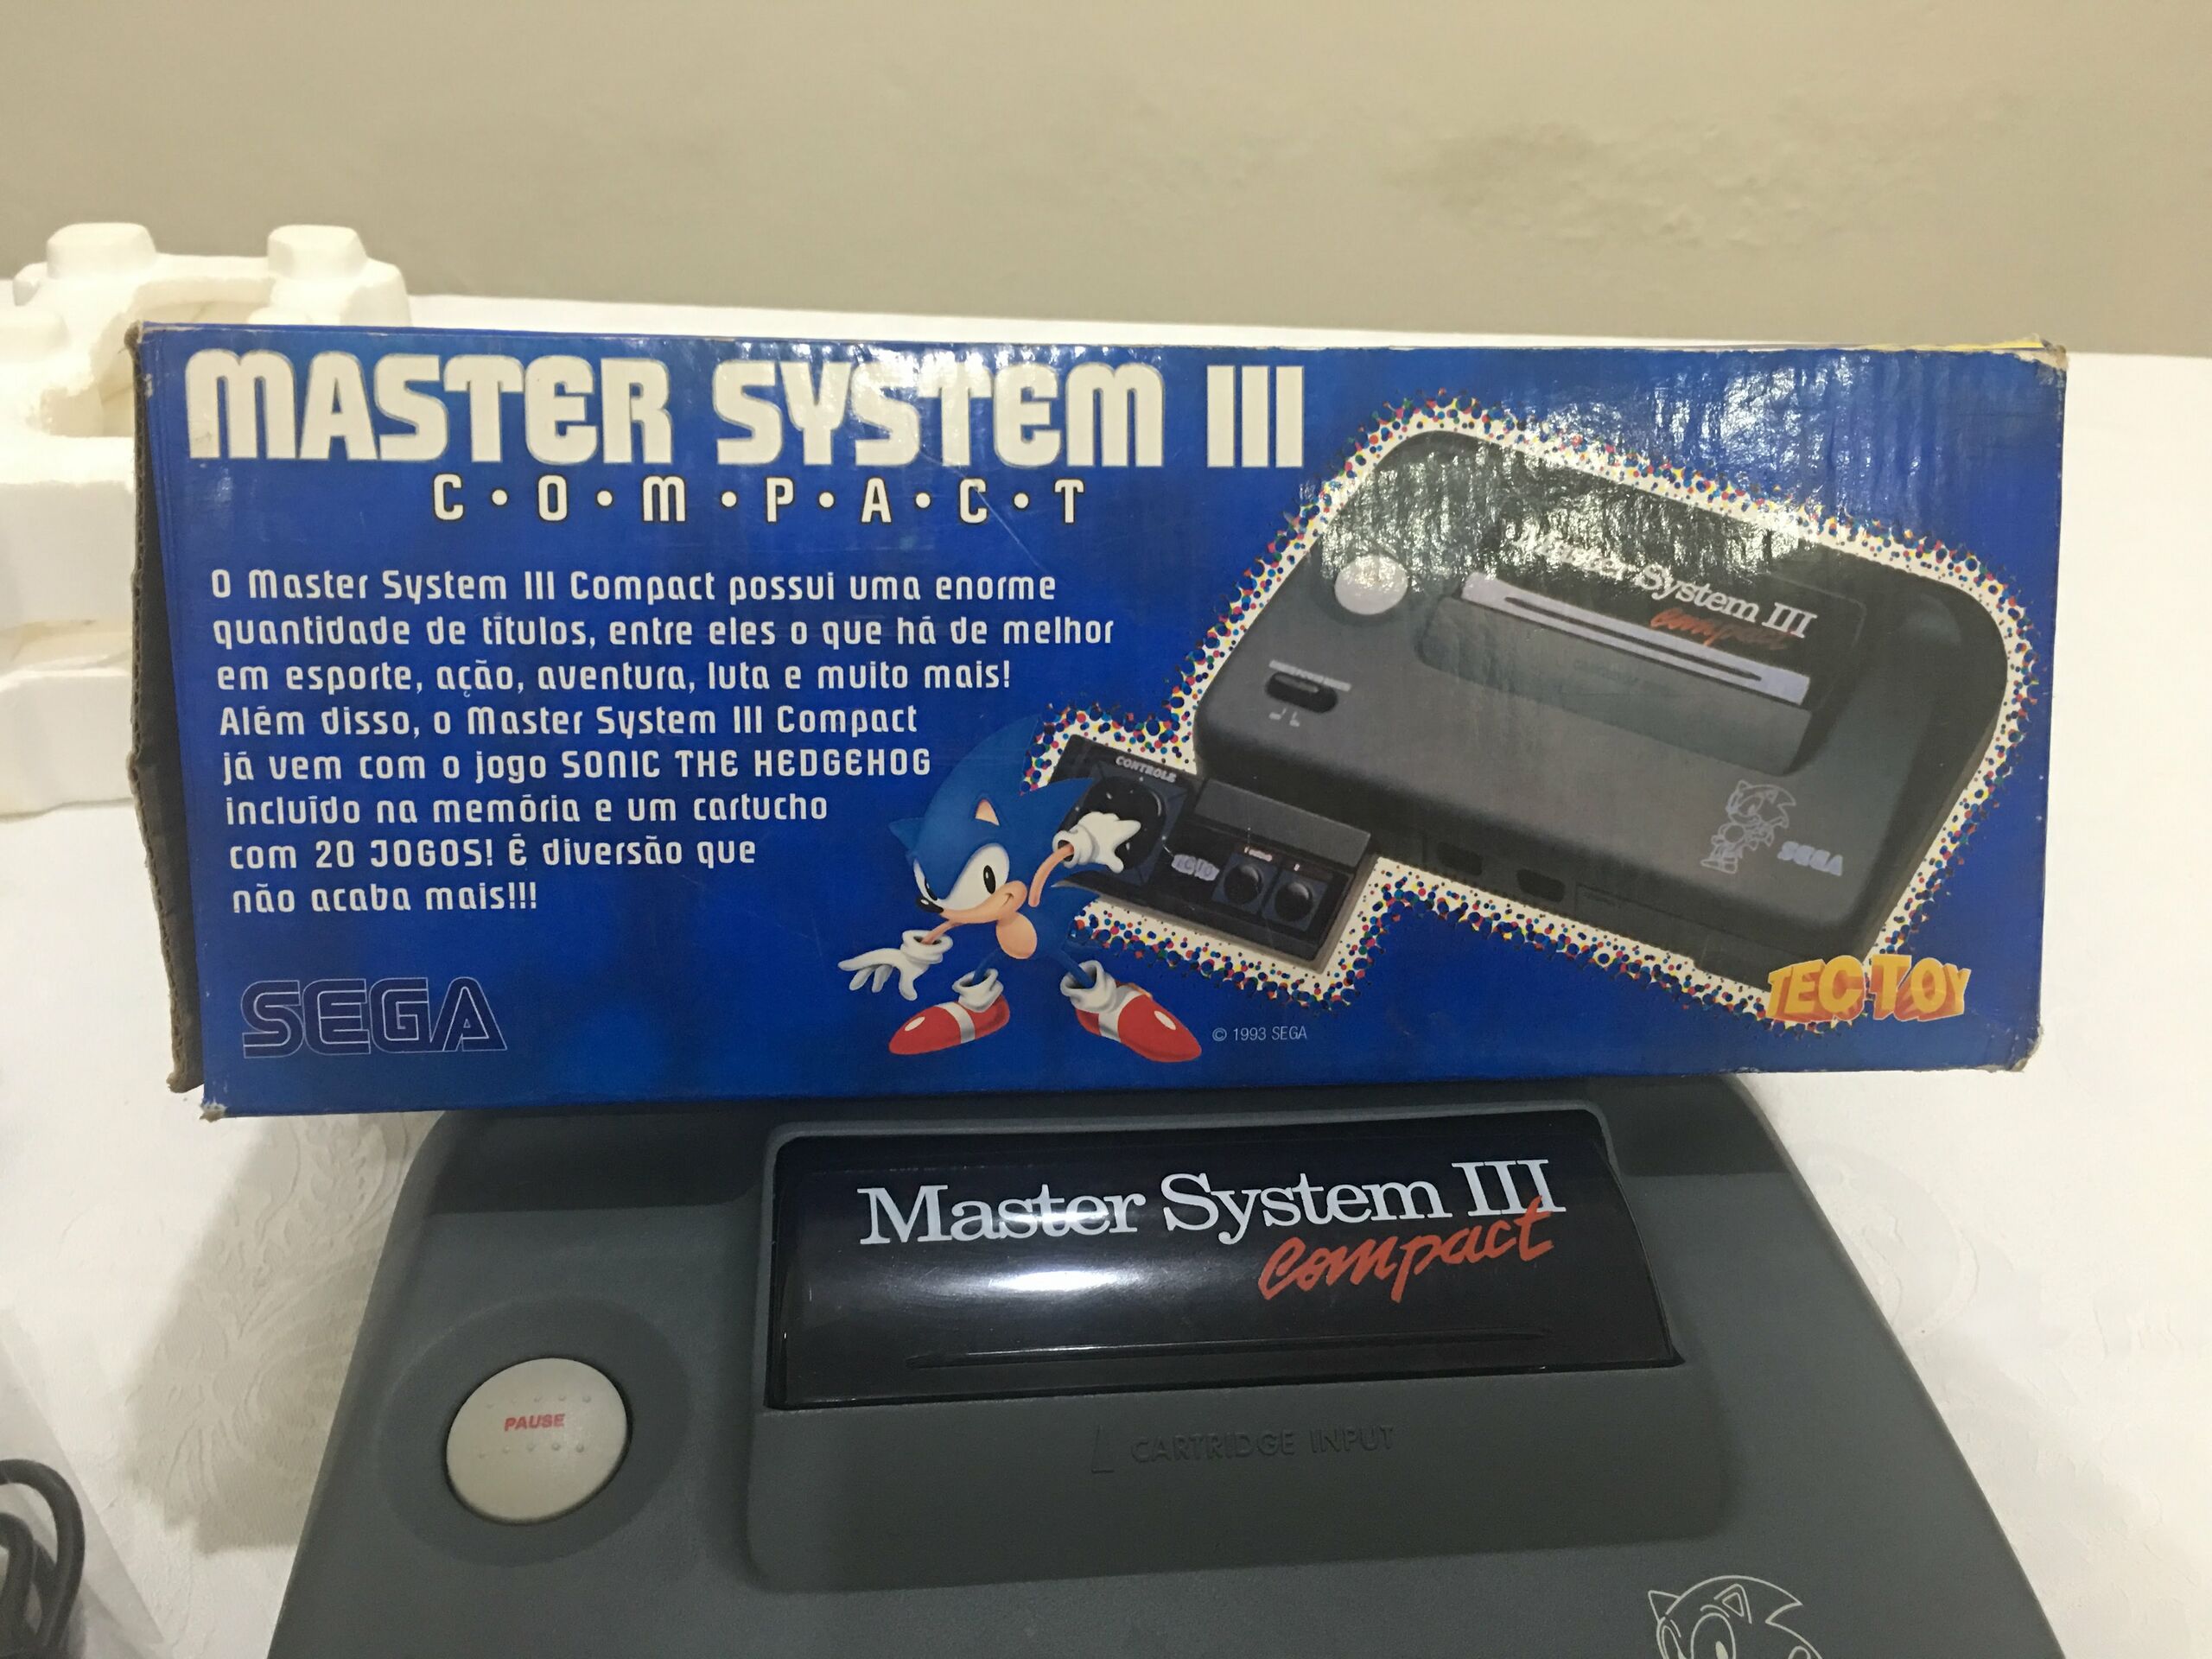 MASTER SYSTEM III
C•O•M•P•A•C•T
O Master System III Compact possui uma enorme
quantidade de títulos, entre eles o que há de melhor
em esporte, ação, aventura, luta e muito mais!
Além disso, o Master System III Compact
já vem com o jogo SONIC THE HEDGEHOG
incluído na memória e um cartucho
com 20 JOGOS! É diversão que
não acaba mais!!!
SEGA
© 1993 SEGA
Master System III
compact
CONTROLE
SEGA
TEC TOY
Master System III
compact
PAUSE
CARTRIDGE INPUT